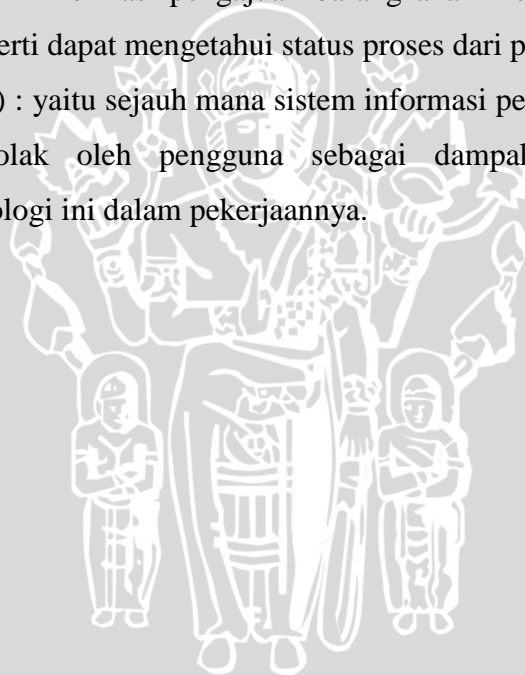 erti dapat mengetahui status proses dari p
) : yaitu sejauh mana sistem informasi pe
olak oleh pengguna sebagai dampak
ologi ini dalam pekerjaannya.